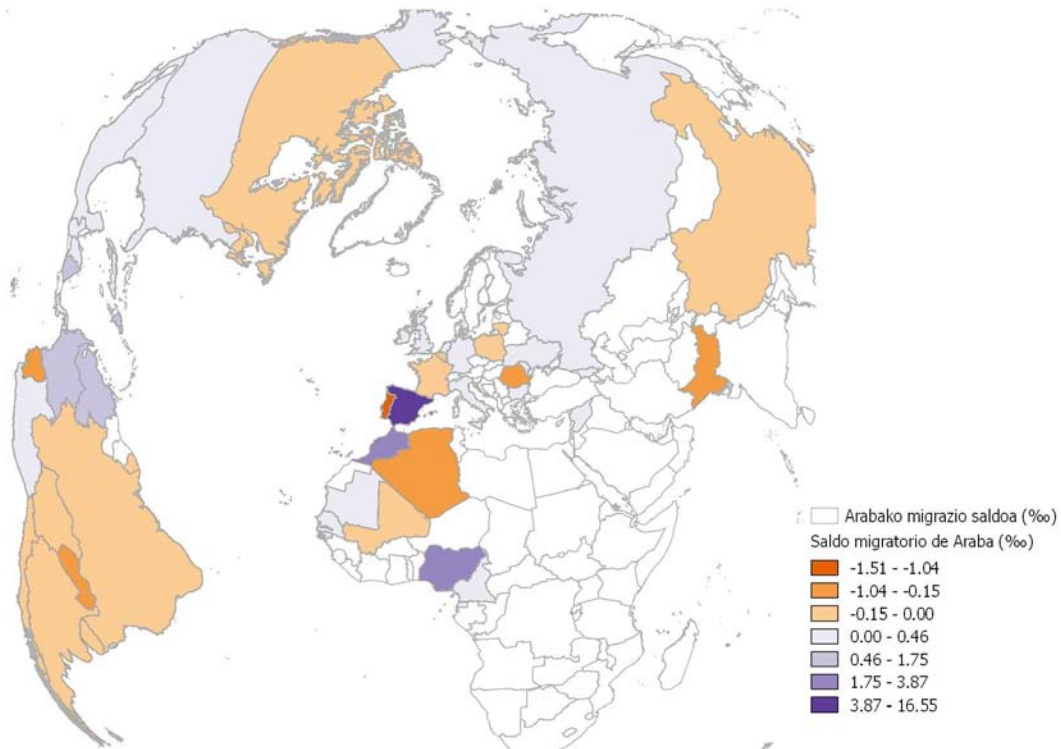 Arabako migrazio saldoa (‰)
Saldo migratorio de Araba (‰)
-1.51 - -1.04
-1.04 - -0.15
-0.15 - 0.00
0.00 - 0.46
0.46 - 1.75
1.75 - 3.87
3.87 - 16.55